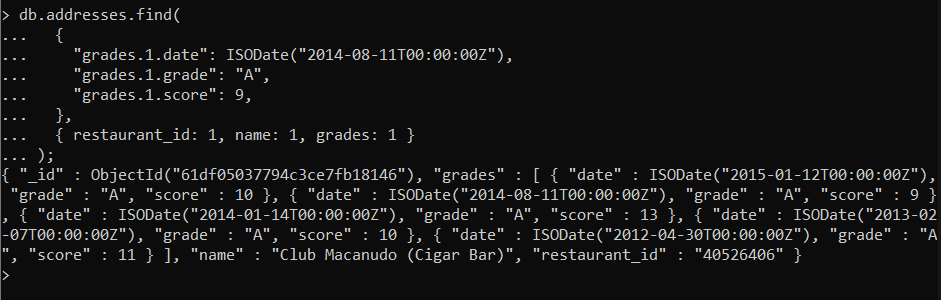 > db.addresses.find(
...   {
...     "grades.1.date": ISODate("2014-08-11T00:00:00Z"),
...     "grades.1.grade": "A",
...     "grades.1.score": 9,
...   },
...   { restaurant_id: 1, name: 1, grades: 1 }
... );
{ "_id" : ObjectId("61df05037794c3ce7fb18146"), "grades" : [ { "date" : ISODate("2015-01-12T00:00:00Z"),
 "grade" : "A", "score" : 10 }, { "date" : ISODate("2014-08-11T00:00:00Z"), "grade" : "A", "score" : 9 }
, { "date" : ISODate("2014-01-14T00:00:00Z"), "grade" : "A", "score" : 13 }, { "date" : ISODate("2013-02
-07T00:00:00Z"), "grade" : "A", "score" : 10 }, { "date" : ISODate("2012-04-30T00:00:00Z"), "grade" : "A
", "score" : 11 } ], "name" : "Club Macanudo (Cigar Bar)", "restaurant_id" : "40526406" }
>